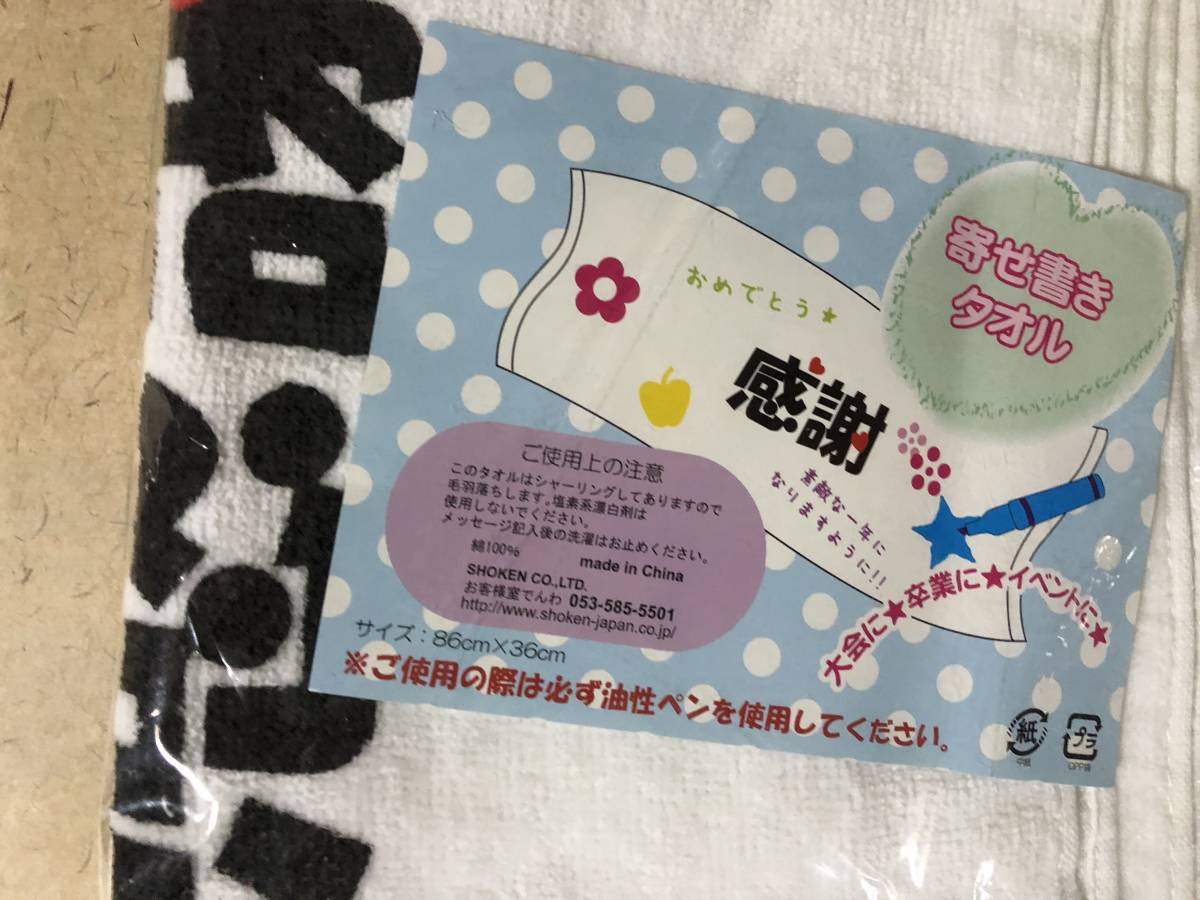 寄せ書き
タオル
おめでとう★
感謝
素敵な一年に
なりますように!!
大会に★卒業に★イベントに★
ご使用上の注意
このタオルはシャーリングしてありますので
毛羽落ちします。塩素系漂白剤は
使用しないでください。
メッセージ記入後の洗濯はお止めください。
綿100% made in China
SHOKEN CO.,LTD.
お客様室でんわ 053-585-5501
http://www.shoken-japan.co.jp/
サイズ：86cm×36cm
※ご使用の際は必ず油性ペンを使用してください。
紙
プラ
OPP袋